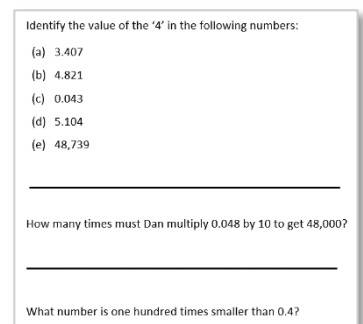 Identify the value of the ‘4’ in the following numbers:
(a) 3.407
(b) 4.821
(c) 0.043
(d) 5.104
(e) 48,739
How many times must Dan multiply 0.048 by 10 to get 48,000?
What number is one hundred times smaller than 0.4?